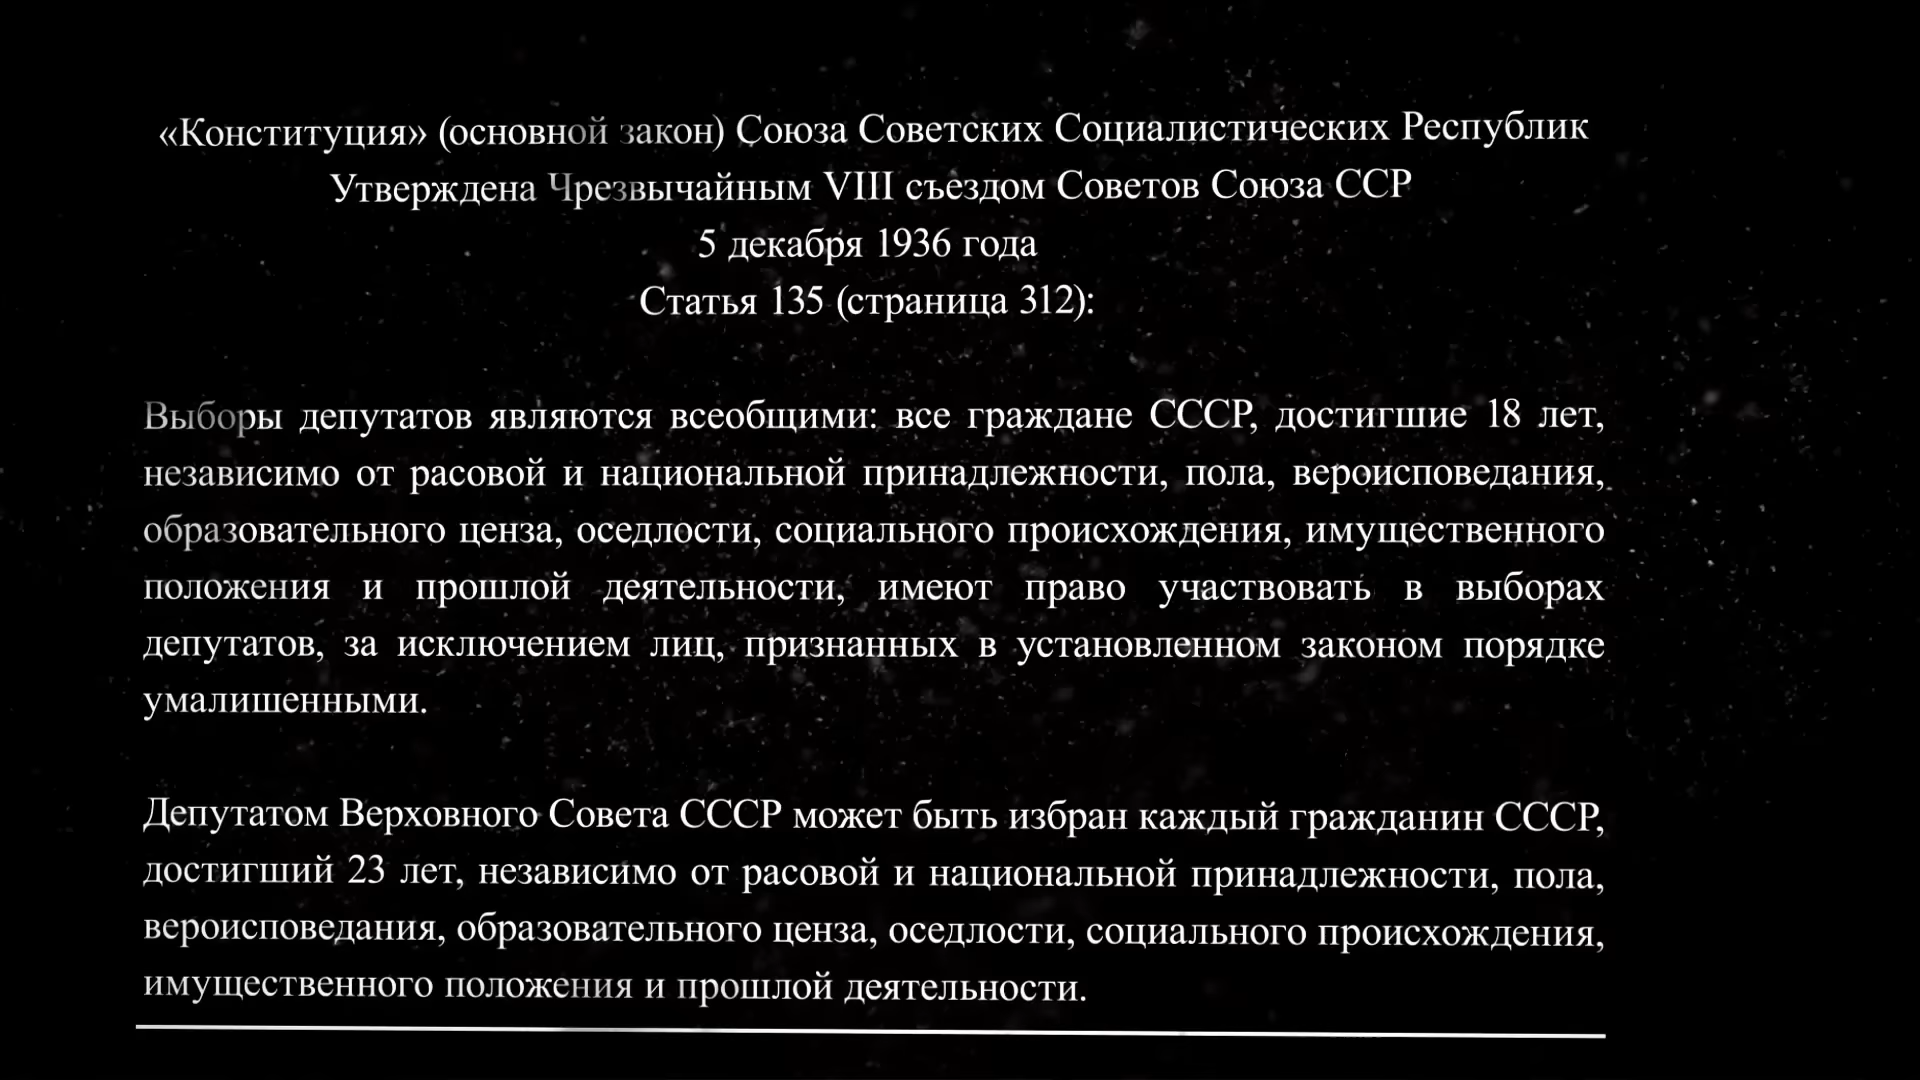 «Конституция» (основной закон) Союза Советских Социалистических Республик
Утверждена Чрезвычайным VIII съездом Советов Союза ССР
5 декабря 1936 года
Статья 135 (страница 312):
Выборы депутатов являются всеобщими: все граждане СССР, достигшие 18 лет,
независимо от расовой и национальной принадлежности, пола, вероисповедания,
образовательного ценза, оседлости, социального происхождения, имущественного
положения и прошлой деятельности, имеют право участвовать в выборах
депутатов, за исключением лиц, признанных в установленном законом порядке
умалишенными.
Депутатом Верховного Совета СССР может быть избран каждый гражданин СССР,
достигший 23 лет, независимо от расовой и национальной принадлежности, пола,
вероисповедания, образовательного ценза, оседлости, социального происхождения,
имущественного положения и прошлой деятельности.